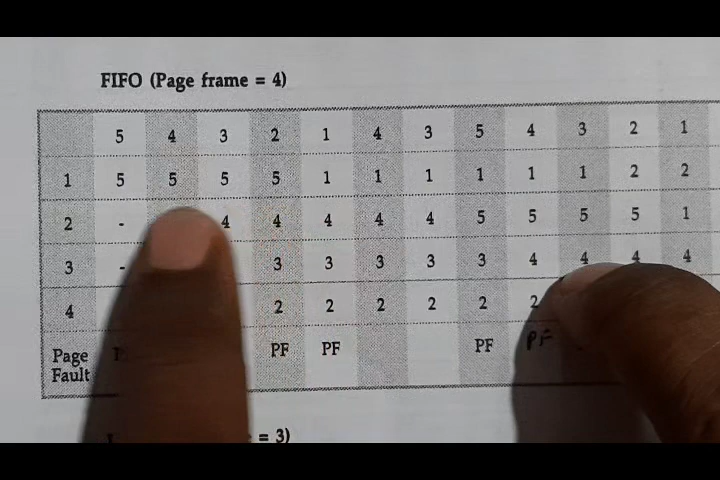 FIFO (Page frame = 4)
5 4 3 2 1 4 3 5 4 3 2 1
1 5 5 5 5 1 1 1 1 1 1 2 2
2 - 4 4 4 4 4 5 5 5 5 1
3 - 3 3 3 3 3 4 4 4 4
4 2 2 2 2 2 2
Page Fault PF PF PF PF
= 3)